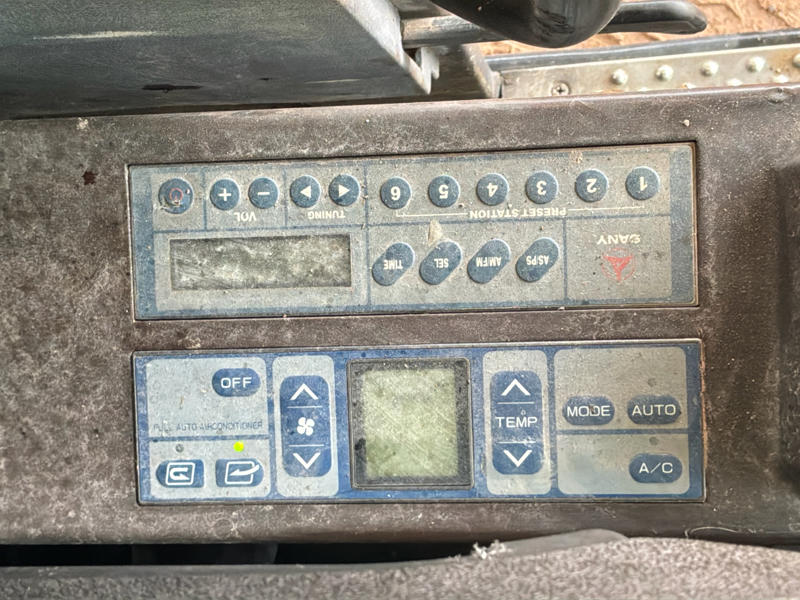 SANY
AS/PS
AM/FM
SEL
TIME
PRESET STATION
1 2 3 4 5 6
TUNING
VOL
− +
OFF
FULL AUTO AIRCONDITIONER
TEMP
MODE
AUTO
A/C